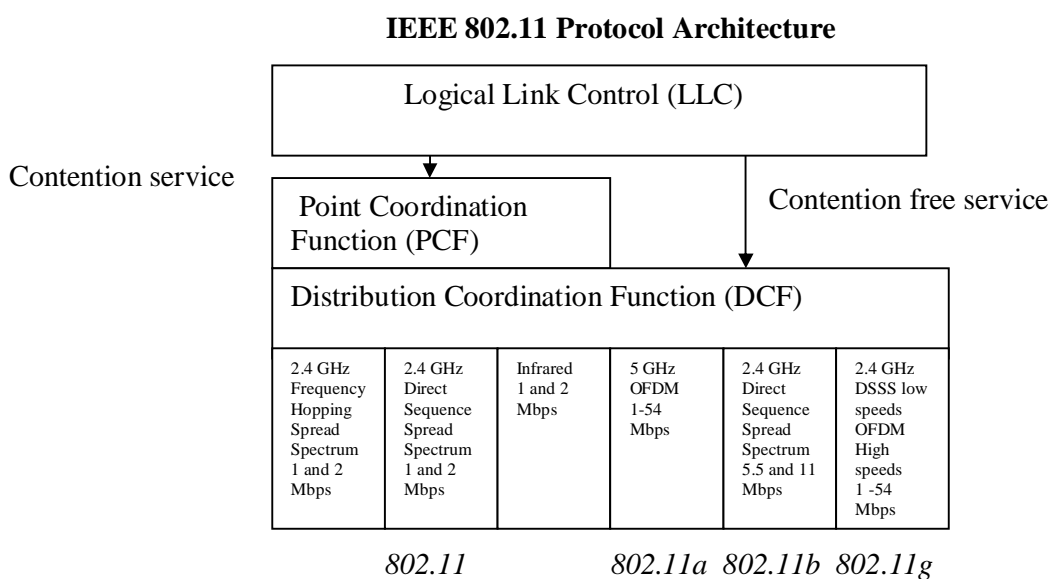 IEEE 802.11 Protocol Architecture
Logical Link Control (LLC)
Contention service
Contention free service
Point Coordination
Function (PCF)
Distribution Coordination Function (DCF)
2.4 GHz
Frequency
Hopping
Spread
Spectrum
1 and 2
Mbps
2.4 GHz
Direct
Sequence
Spread
Spectrum
1 and 2
Mbps
Infrared
1 and 2
Mbps
5 GHz
OFDM
1-54
Mbps
2.4 GHz
Direct
Sequence
Spread
Spectrum
5.5 and 11
Mbps
2.4 GHz
DSSS low
speeds
OFDM
High
speeds
1 -54
Mbps
802.11
802.11a
802.11b
802.11g